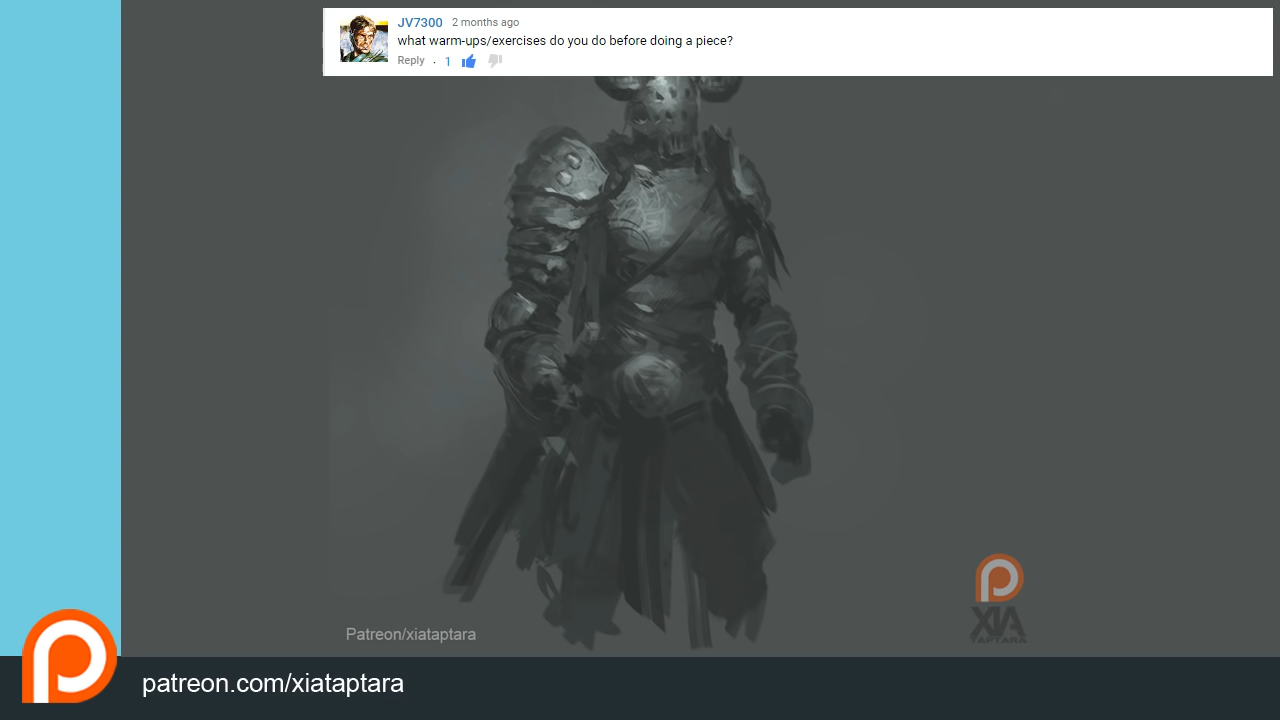 JV7300 2 months ago
what warm-ups/exercises do you do before doing a piece?
Reply · 1
XIA
TAPTARA
Patreon/xiataptara
patreon.com/xiataptara